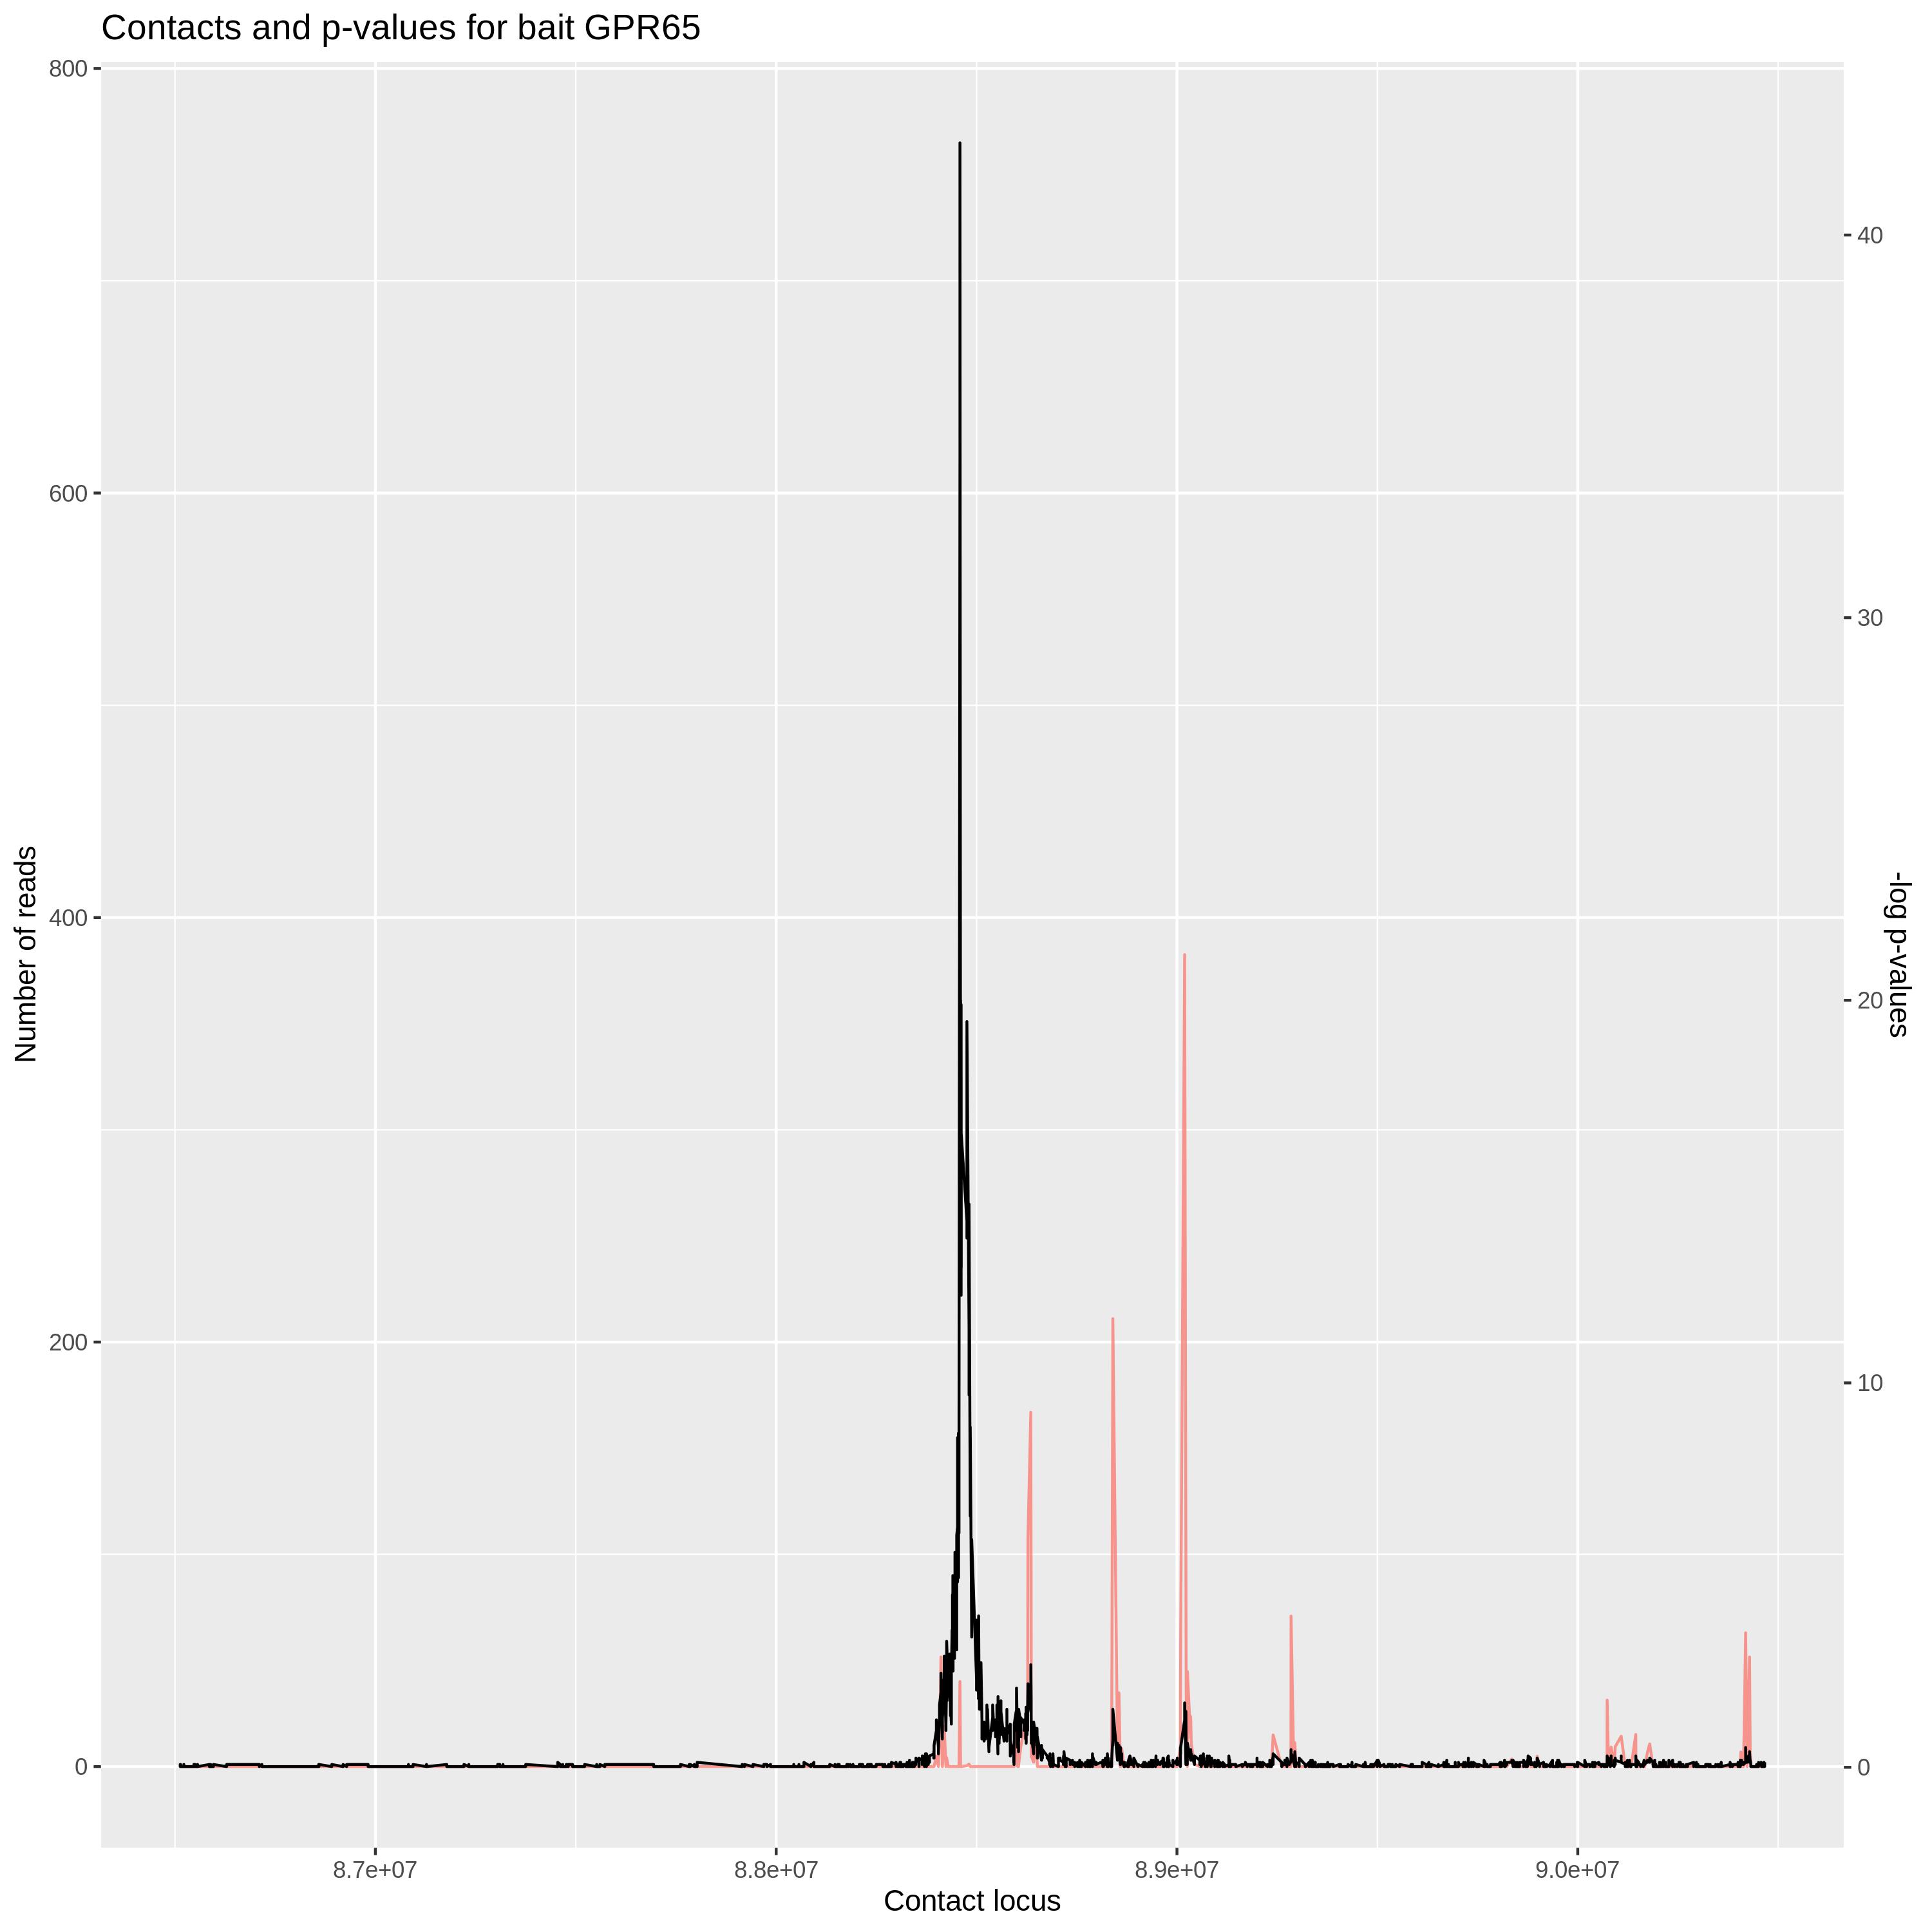 Contacts and p-values for bait GPR65
800
600
400
200
0
Number of reads
40
30
20
10
0
-log p-values
8.7e+07
8.8e+07
8.9e+07
9.0e+07
Contact locus